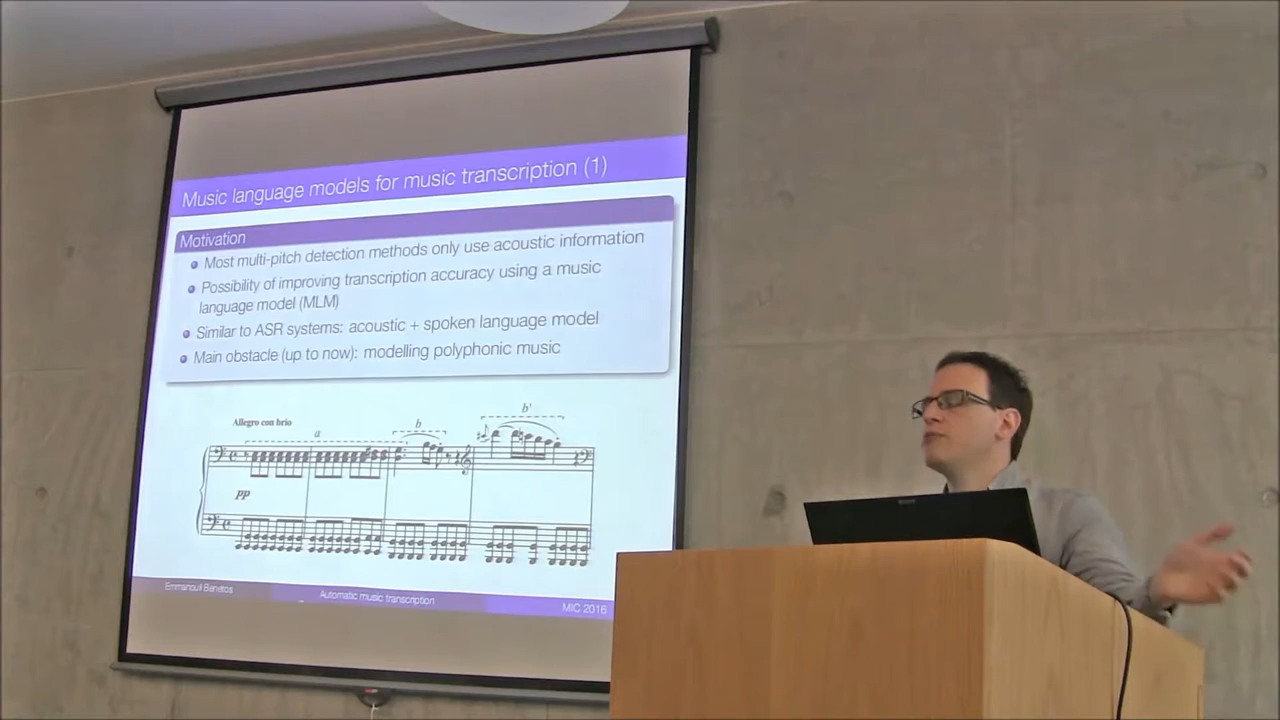 Music language models for music transcription (1)
Motivation
Most multi-pitch detection methods only use acoustic information
Possibility of improving transcription accuracy using a music
language model (MLM)
Similar to ASR systems: acoustic + spoken language model
Main obstacle (up to now): modelling polyphonic music
Allegro con brio
a
b
b'
pp
Emmanouil Benetos
Automatic music transcription
MIC 2016
SONY